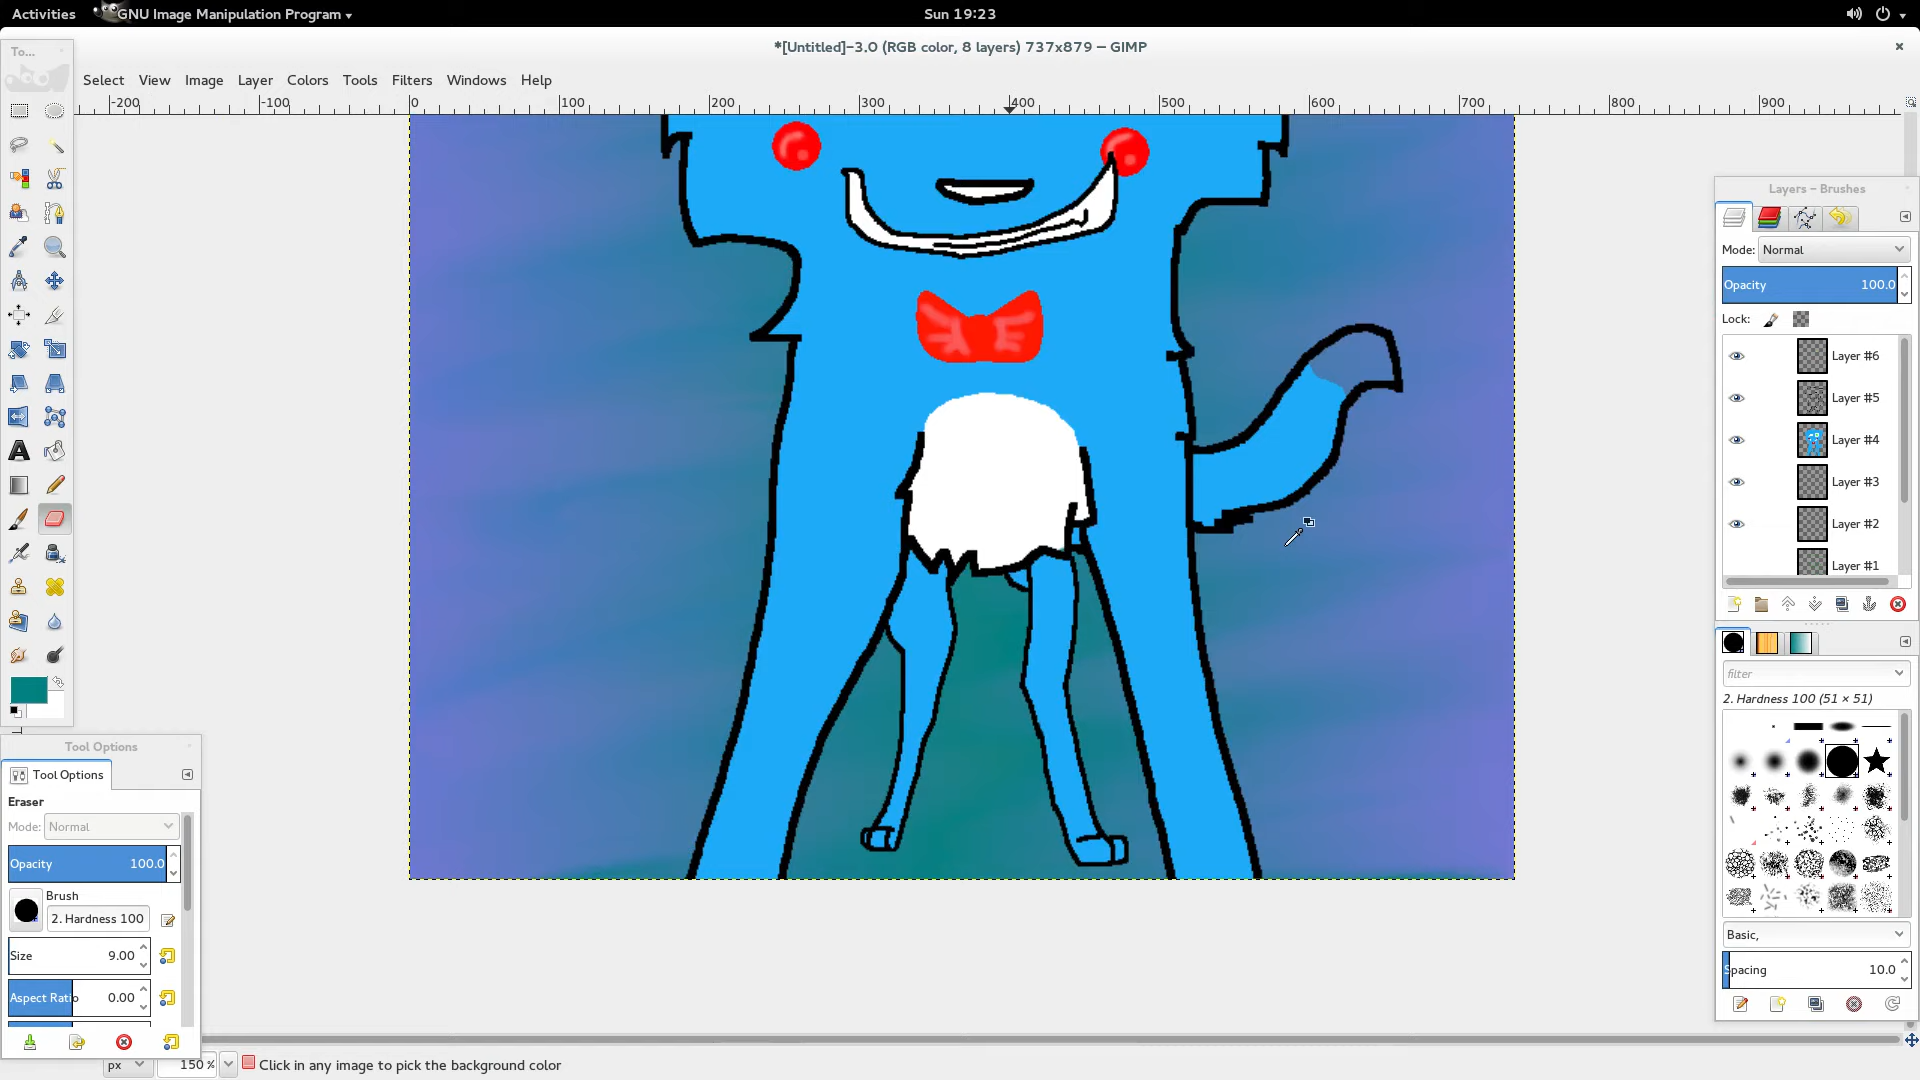 Activities GNU Image Manipulation Program Sun 19:23
*[Untitled]-3.0 (RGB color, 8 layers) 737x879 – GIMP
To...
Select View Image Layer Colors Tools Filters Windows Help
-200 -100 0 100 200 300 400 500 600 700 800 900
Layers – Brushes
Mode: Normal
Opacity 100.0
Lock:
Layer #6
Layer #5
Layer #4
Layer #3
Layer #2
Layer #1
filter
2. Hardness 100 (51 × 51)
Basic,
Spacing 10.0
Tool Options
Tool Options
Eraser
Mode: Normal
Opacity 100.0
Brush
2. Hardness 100
Size 9.00
Aspect Ratio 0.00
px 150 % Click in any image to pick the background color